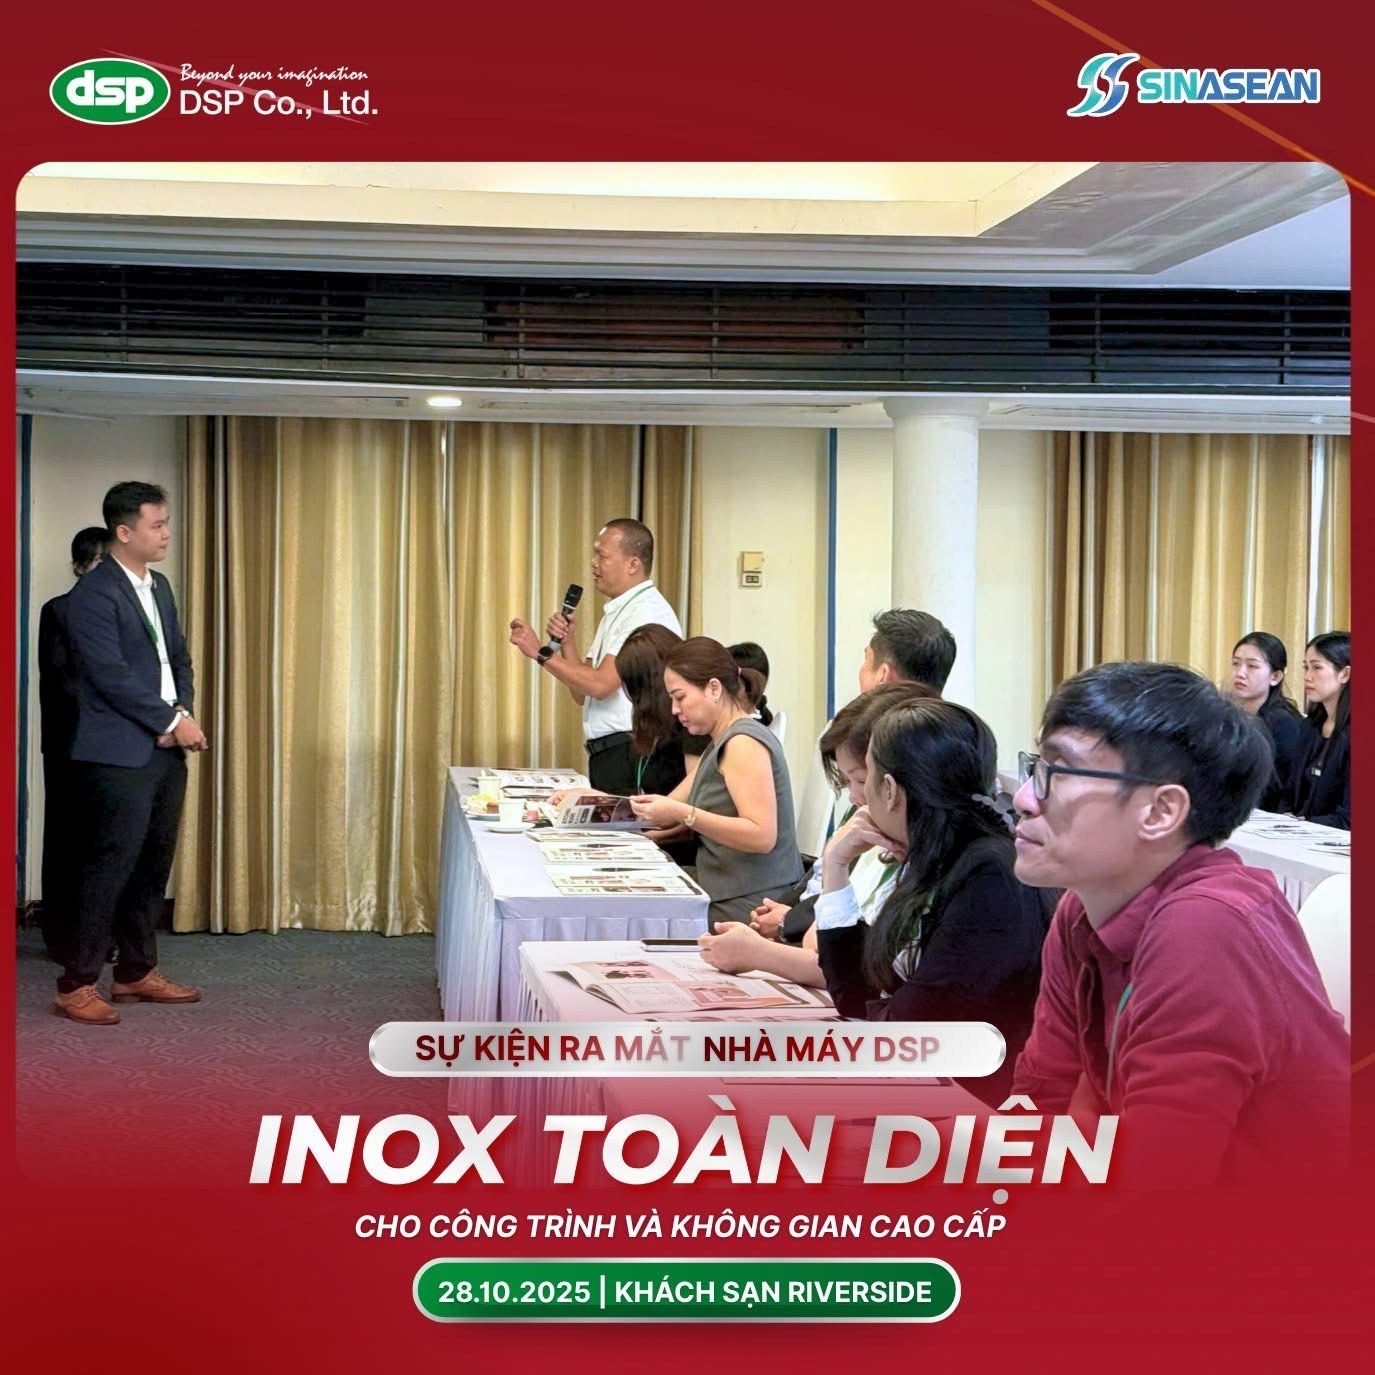 dsp
Beyond your imagination
DSP Co., Ltd.
SINASEAN
SỰ KIỆN RA MẮT NHÀ MÁY DSP
INOX TOÀN DIỆN
CHO CÔNG TRÌNH VÀ KHÔNG GIAN CAO CẤP
28.10.2025 | KHÁCH SẠN RIVERSIDE